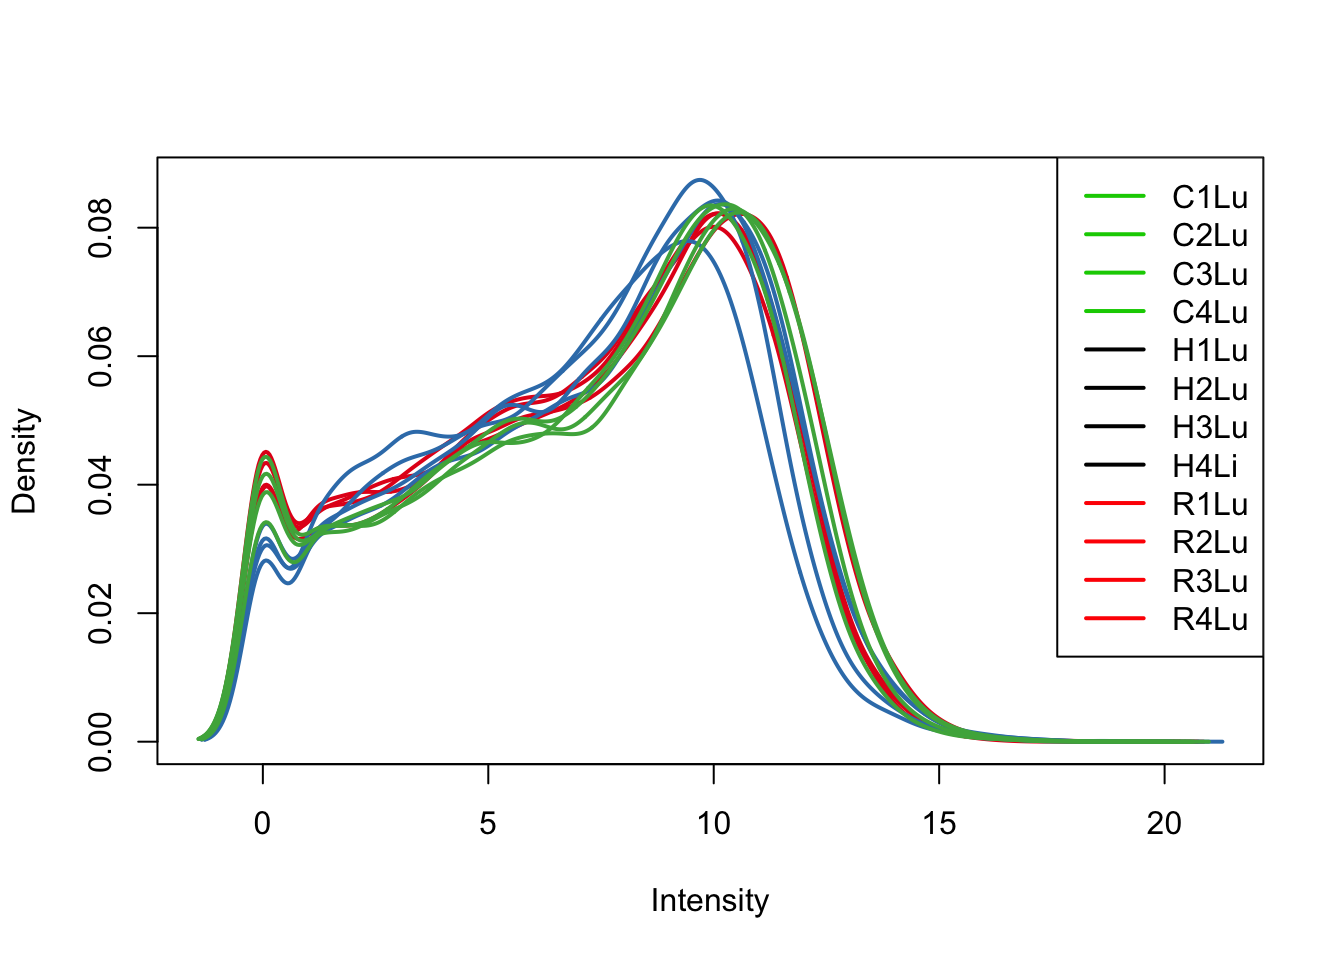 Density
0.08
0.06
0.04
0.02
0.00
0 5 10 15 20
Intensity
C1Lu
C2Lu
C3Lu
C4Lu
H1Lu
H2Lu
H3Lu
H4Li
R1Lu
R2Lu
R3Lu
R4Lu